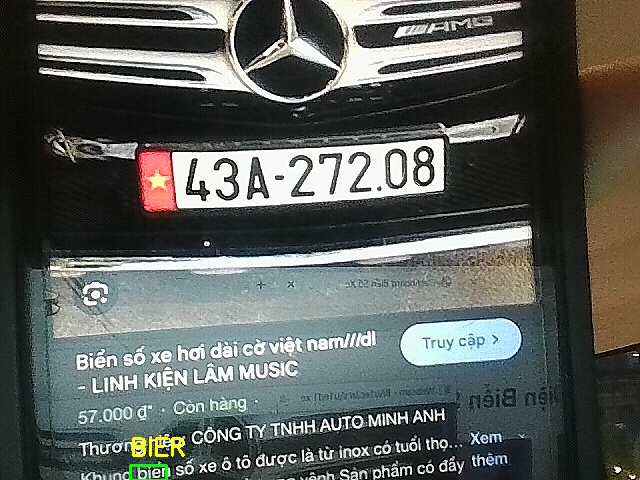 AMG
43A-272.08
Biển số xe hơi dài cờ việt nam///dl
- LINH KIỆN LÂM MUSIC
Truy cập >
57.000 ₫* · Còn hàng ·
CÔNG TY TNHH AUTO MINH ANH
BIER
Khung biển số xe ô tô được là từ inox có tuổi thọ... Xem
Sản phẩm có đầy thêm